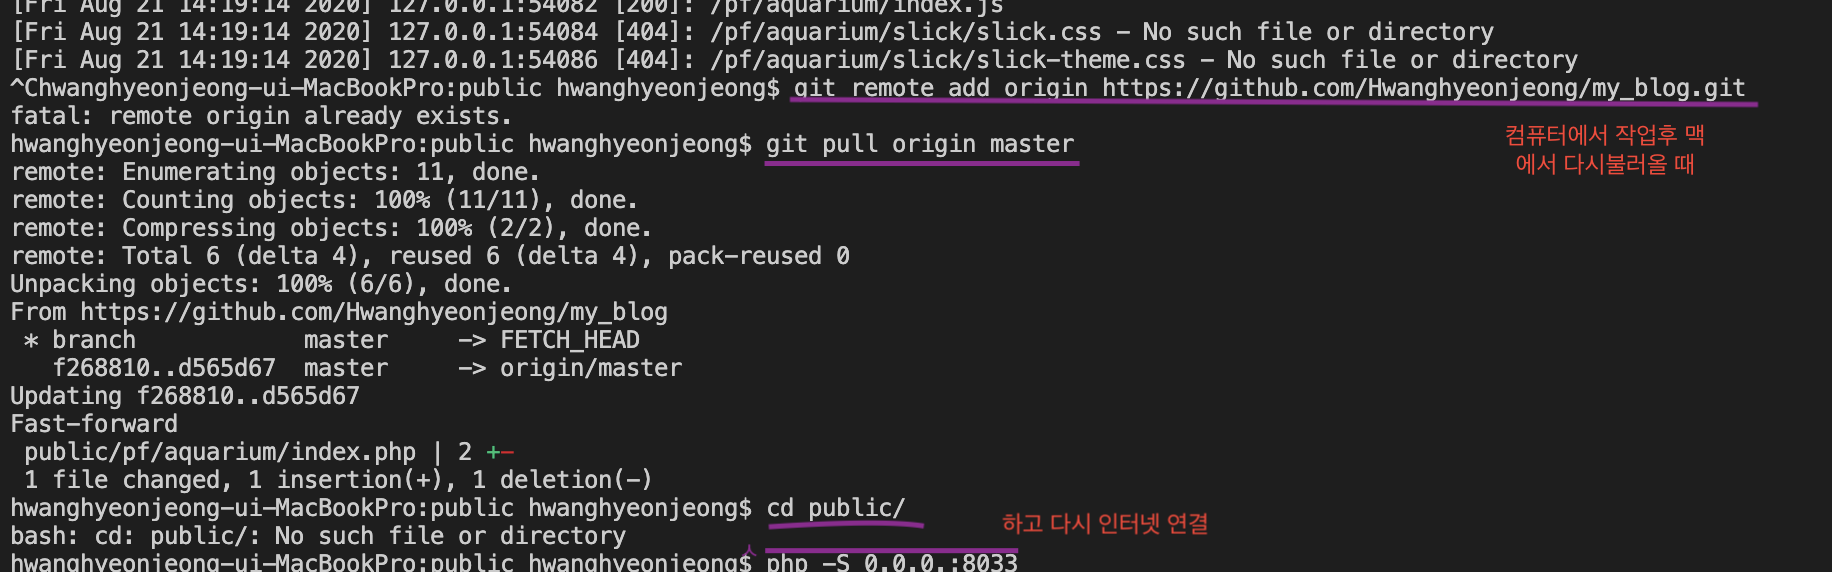 [Fri Aug 21 14:19:14 2020] 127.0.0.1:54082 [200]: /pf/aquarium/index.js
[Fri Aug 21 14:19:14 2020] 127.0.0.1:54084 [404]: /pf/aquarium/slick/slick.css - No such file or directory
[Fri Aug 21 14:19:14 2020] 127.0.0.1:54086 [404]: /pf/aquarium/slick/slick-theme.css - No such file or directory
^Chwanghyeonjeong-ui-MacBookPro:public hwanghyeonjeong$ git remote add origin https://github.com/Hwanghyeonjeong/my_blog.git
fatal: remote origin already exists.
컴퓨터에서 작업후 맥
hwanghyeonjeong-ui-MacBookPro:public hwanghyeonjeong$ git pull origin master
에서 다시불러올 때
remote: Enumerating objects: 11, done.
remote: Counting objects: 100% (11/11), done.
remote: Compressing objects: 100% (2/2), done.
remote: Total 6 (delta 4), reused 6 (delta 4), pack-reused 0
Unpacking objects: 100% (6/6), done.
From https://github.com/Hwanghyeonjeong/my_blog
* branch master -> FETCH_HEAD
f268810..d565d67 master -> origin/master
Updating f268810..d565d67
Fast-forward
public/pf/aquarium/index.php | 2 +-
1 file changed, 1 insertion(+), 1 deletion(-)
hwanghyeonjeong-ui-MacBookPro:public hwanghyeonjeong$ cd public/
하고 다시 인터넷 연결
bash: cd: public/: No such file or directory
ㅅ
hwanghyeonjeong-ui-MacBookPro:public hwanghyeonjeong$ php -S 0.0.0.:8033